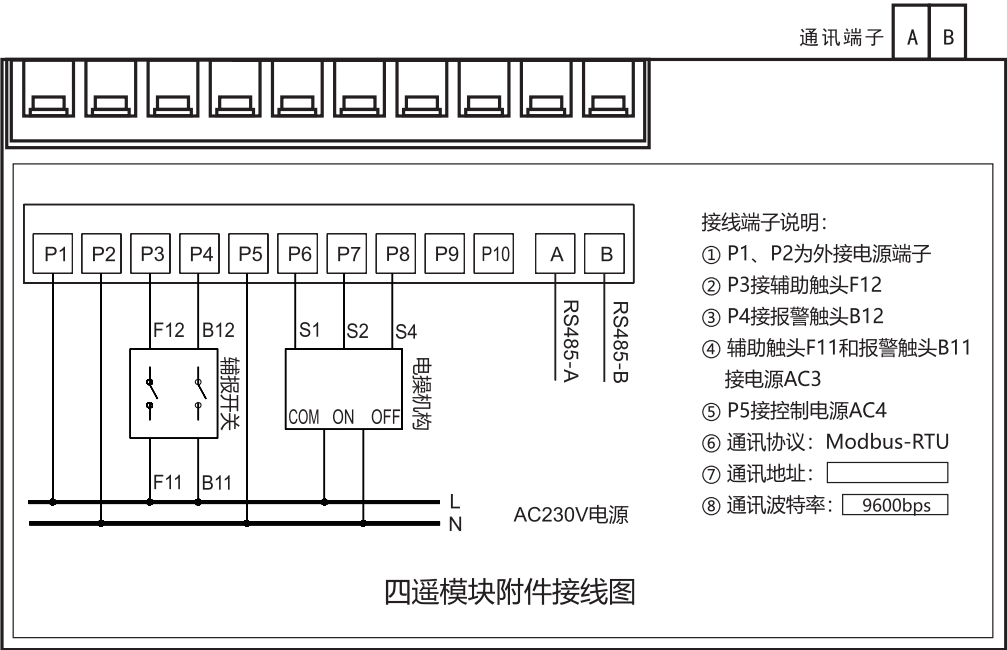 通讯端子 A B
P1 P2 P3 P4 P5 P6 P7 P8 P9 P10 A B
F12 B12 S1 S2 S4
RS485-A
RS485-B
辅报开关
电操机构
COM ON OFF
F11 B11
L
N
AC230V电源
接线端子说明：
① P1、P2为外接电源端子
② P3接辅助触头F12
③ P4接报警触头B12
④ 辅助触头F11和报警触头B11
接电源AC3
⑤ P5接控制电源AC4
⑥ 通讯协议：Modbus-RTU
⑦ 通讯地址：
⑧ 通讯波特率： 9600bps
四遥模块附件接线图